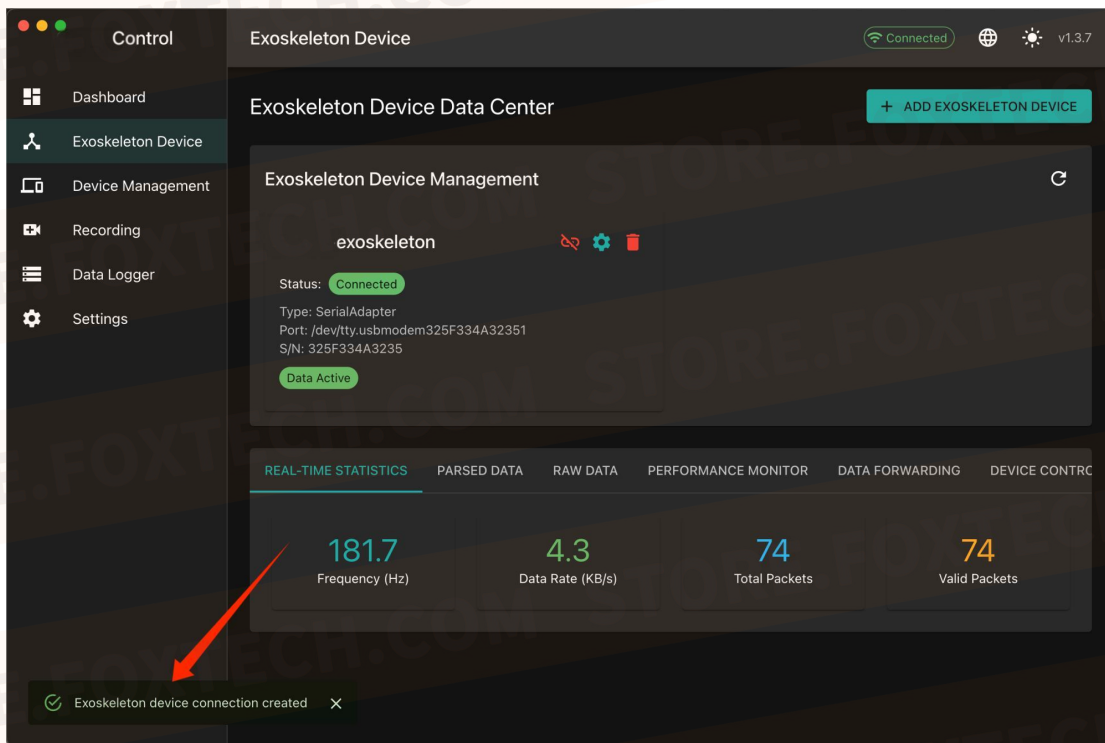 Control
Exoskeleton Device
Connected
v1.3.7
Dashboard
Exoskeleton Device
Device Management
Recording
Data Logger
Settings
Exoskeleton Device Data Center
+ ADD EXOSKELETON DEVICE
Exoskeleton Device Management
exoskeleton
Status: Connected
Type: SerialAdapter
Port: /dev/tty.usbmodem325F334A32351
S/N: 325F334A3235
Data Active
REAL-TIME STATISTICS PARSED DATA RAW DATA PERFORMANCE MONITOR DATA FORWARDING DEVICE CONTRO
181.7
Frequency (Hz)
4.3
Data Rate (KB/s)
74
Total Packets
74
Valid Packets
Exoskeleton device connection created
STORE.FOXTECH.COM